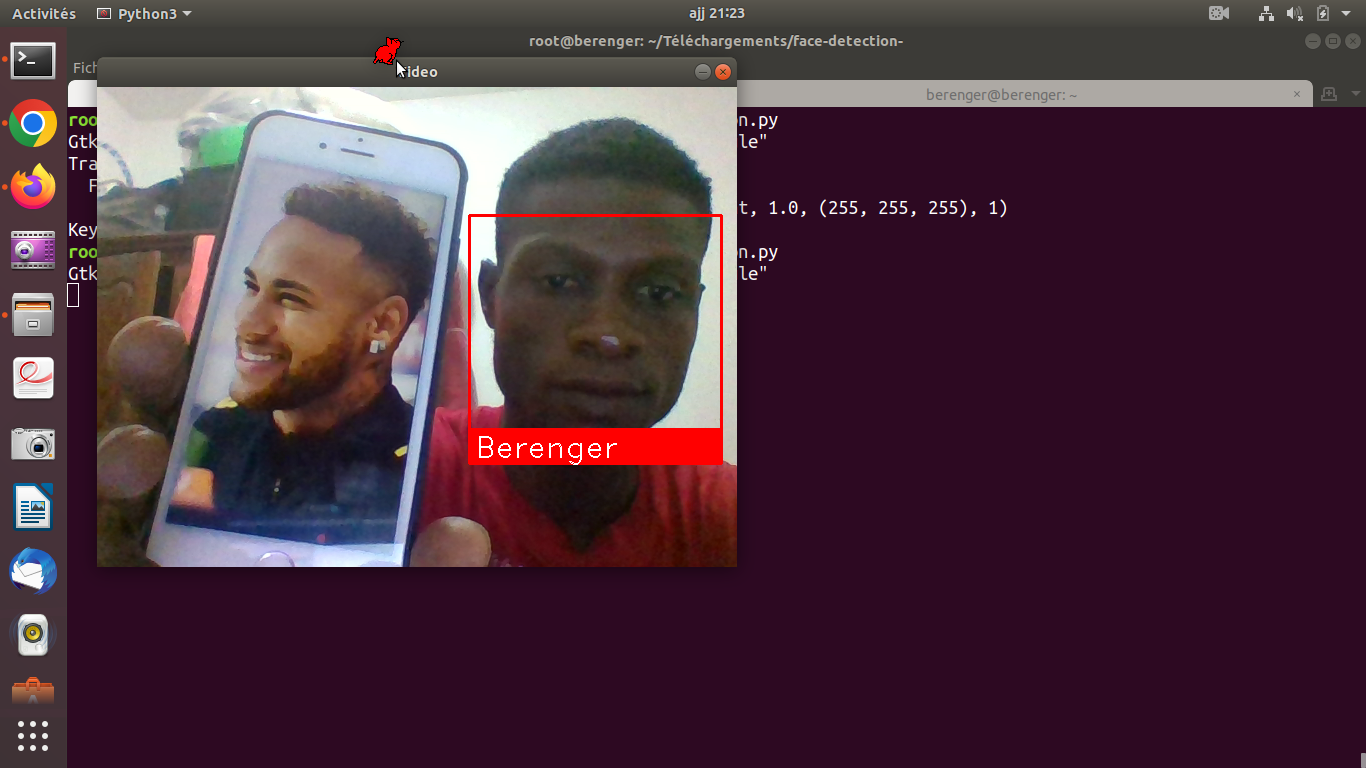 Activités Python3 ajj 21:23
root@berenger: ~/Téléchargements/face-detection-
Fich
ideo
berenger@berenger: ~
roo n.py
Gtk le"
Tra
F
t, 1.0, (255, 255, 255), 1)
Key
roo n.py
Gtk le"
Berenger